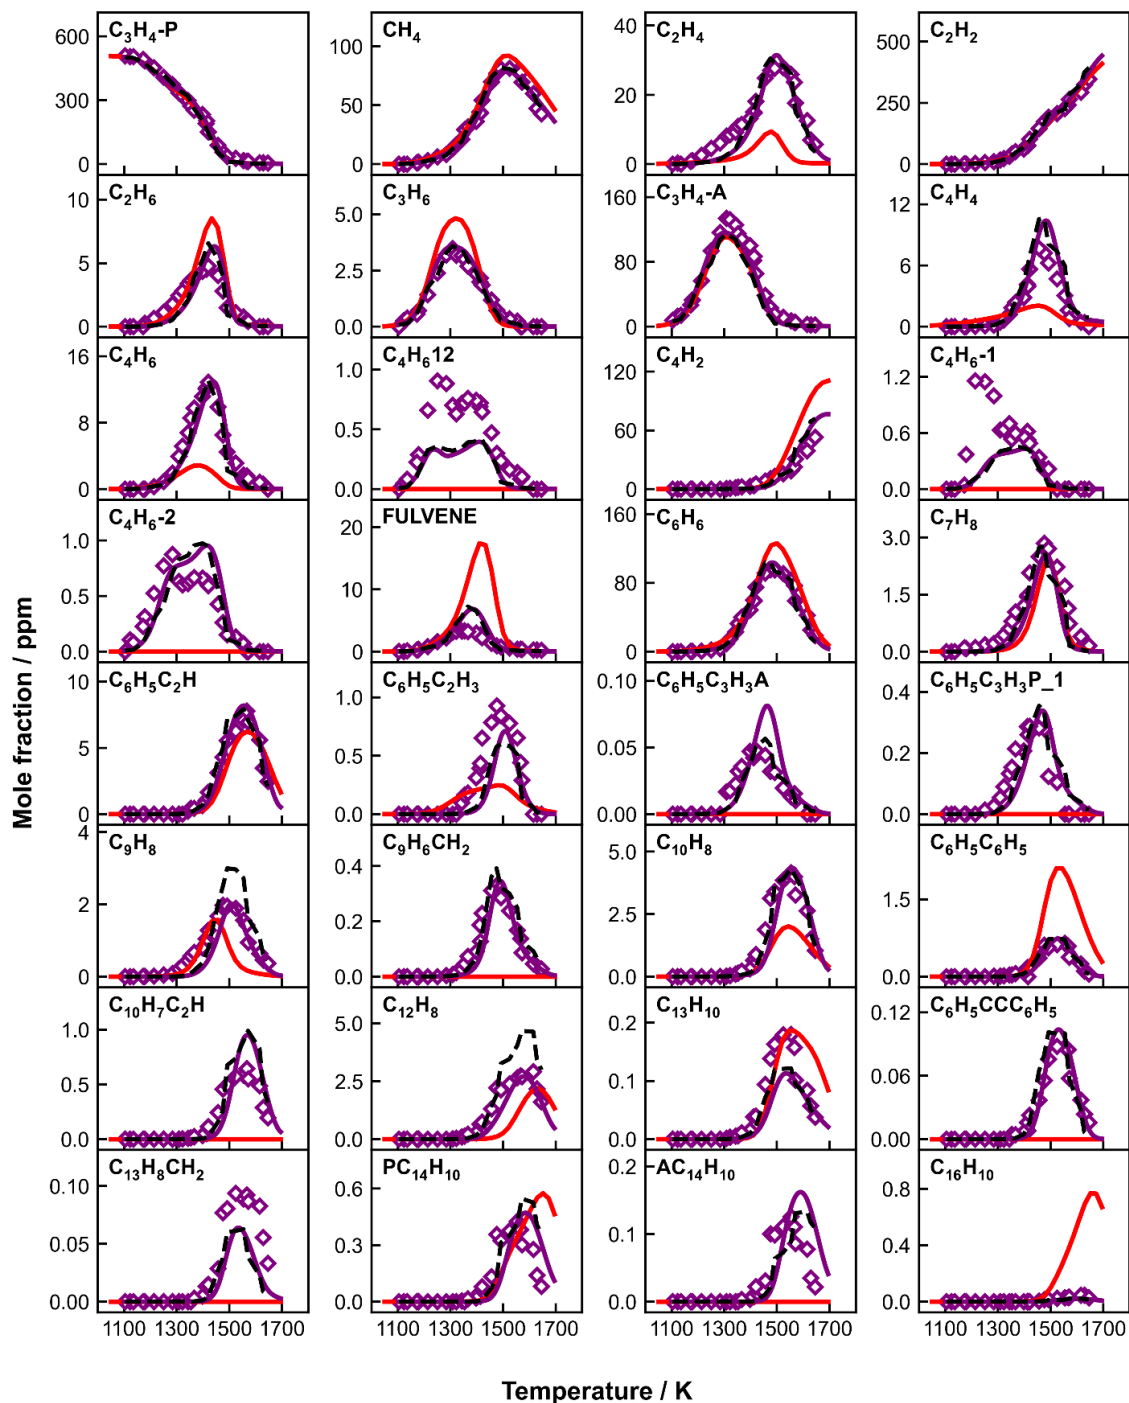 C₃H₄-P CH₄ C₂H₄ C₂H₂
600 300 0
100 50 0
40 20 0
500 250 0
C₂H₆ C₃H₆ C₃H₄-A C₄H₄
10 5 0
5.0 2.5 0.0
160 80 0
12 6 0
C₄H₆ C₄H₆12 C₄H₂ C₄H₆-1
16 8 0
1.0 0.5 0.0
120 60 0
1.2 0.6 0.0
C₄H₆-2 FULVENE C₆H₆ C₇H₈
1.0 0.5 0.0
20 10 0
160 80 0
3.0 1.5 0.0
C₆H₅C₂H C₆H₅C₂H₃ C₆H₅C₃H₃A C₆H₅C₃H₃P_1
10 5 0
1.0 0.5 0.0
0.10 0.05 0.00
0.4 0.2 0.0
C₉H₈ C₉H₆CH₂ C₁₀H₈ C₆H₅C₆H₅
4 2 0
0.4 0.2 0.0
5.0 2.5 0.0
1.5 0.0
C₁₀H₇C₂H C₁₂H₈ C₁₃H₁₀ C₆H₅CCC₆H₅
1.0 0.5 0.0
5.0 2.5 0.0
0.2 0.1 0.0
0.12 0.06 0.00
C₁₃H₈CH₂ PC₁₄H₁₀ AC₁₄H₁₀ C₁₆H₁₀
0.10 0.05 0.00
0.6 0.3 0.0
0.2 0.1 0.0
0.8 0.4 0.0
1100 1300 1500 1700 1100 1300 1500 1700 1100 1300 1500 1700 1100 1300 1500 1700
Mole fraction / ppm
Temperature / K